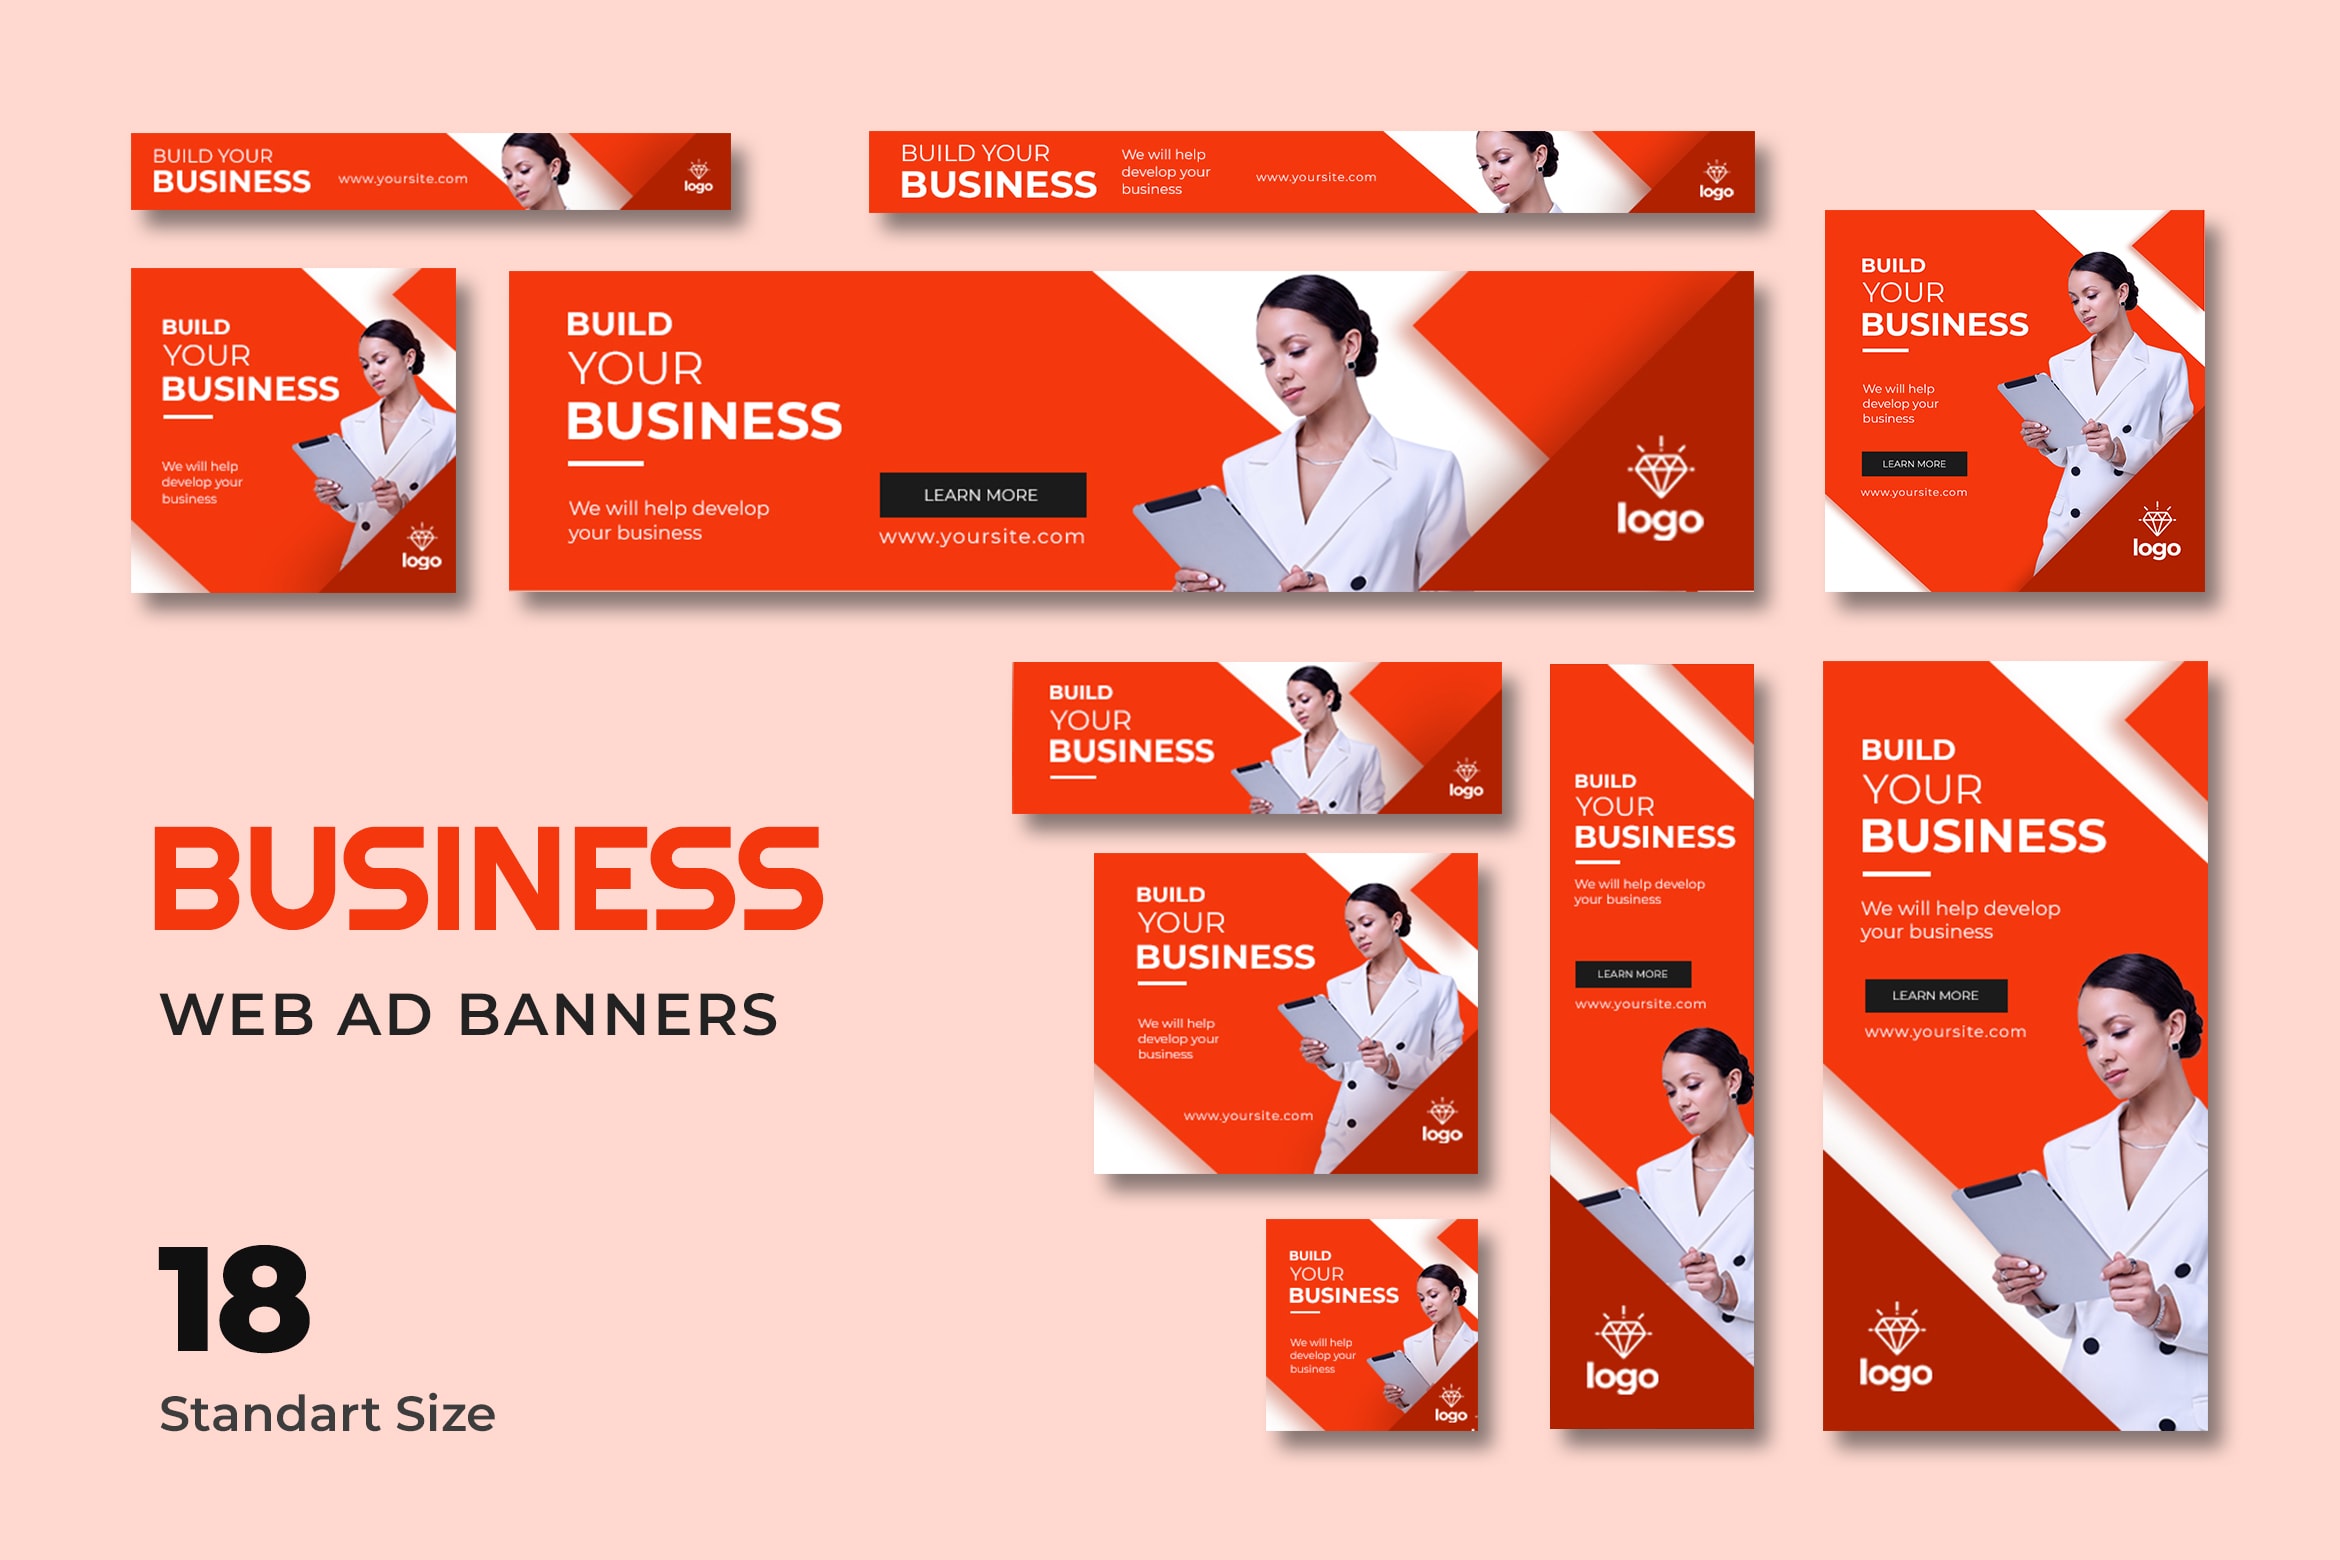 BUILD YOUR
BUSINESS
www.yoursite.com
logo
BUILD YOUR
BUSINESS
We will help
develop your
business
www.yoursite.com
logo
BUILD
YOUR
BUSINESS
We will help
develop your
business
logo
BUILD
YOUR
BUSINESS
We will help develop
your business
LEARN MORE
www.yoursite.com
logo
BUILD
YOUR
BUSINESS
We will help
develop your
business
LEARN MORE
www.yoursite.com
logo
BUSINESS
WEB AD BANNERS
18
Standart Size
BUILD
YOUR
BUSINESS
logo
BUILD
YOUR
BUSINESS
We will help
develop your
business
www.yoursite.com
logo
BUILD
YOUR
BUSINESS
We will help
develop your
business
logo
BUILD
YOUR
BUSINESS
We will help develop
your business
LEARN MORE
www.yoursite.com
logo
BUILD
YOUR
BUSINESS
We will help develop
your business
LEARN MORE
www.yoursite.com
logo